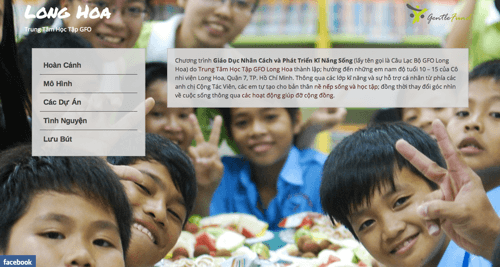 Long Hoa
Trung Tâm Học Tập GFO
GentleFund
Hoàn Cảnh
Mô Hình
Các Dự Án
Tình Nguyện
Lưu Bút
Chương trình Giáo Dục Nhân Cách và Phát Triển Kĩ Năng Sống (lấy tên gọi là Câu Lạc Bộ GFO Long
Hoa) do Trung Tâm Học Tập GFO Long Hoa thành lập; hướng đến những em nam độ tuổi 10 – 15 của Cô
nhi viện Long Hoa, Quận 7, TP. Hồ Chí Minh. Thông qua các lớp kĩ năng và sự hỗ trợ cá nhân từ phía các
anh chị Cộng Tác Viên, các em tự tạo cho bản thân nề nếp sống và học tập; đồng thời thay đổi góc nhìn
về cuộc sống thông qua các hoạt động giúp đỡ cộng đồng.
facebook